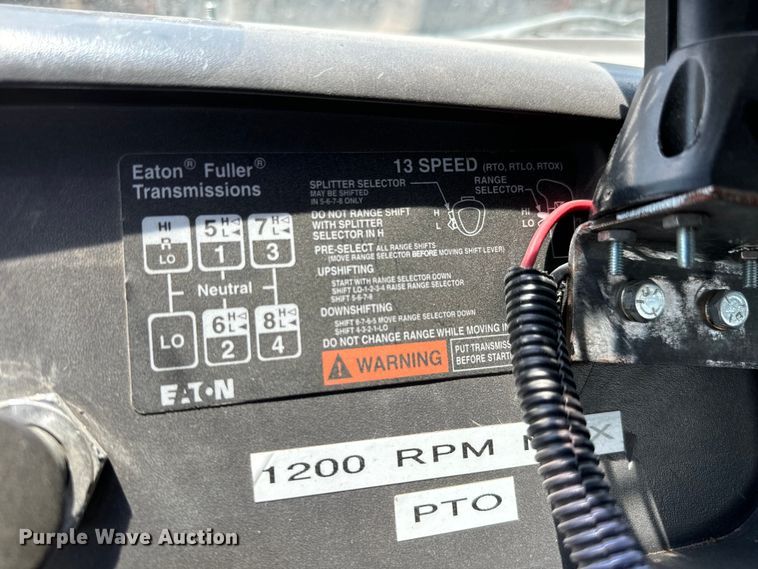 Eaton® Fuller®
Transmissions
13 SPEED (RTO, RTLO, RTOX)
SPLITTER SELECTOR
MAY BE SHIFTED
IN 5-6-7-8 ONLY
RANGE
SELECTOR
DO NOT RANGE SHIFT
WITH SPLITTER
SELECTOR IN H
H
L
HI
LO
PRE-SELECT ALL RANGE SHIFTS
(MOVE RANGE SELECTOR BEFORE MOVING SHIFT LEVER)
UPSHIFTING
START WITH RANGE SELECTOR DOWN
SHIFT LO-1-2-3-4 RAISE RANGE SELECTOR
SHIFT 5-6-7-8
DOWNSHIFTING
SHIFT 8-7-6-5 MOVE RANGE SELECTOR DOWN
SHIFT 4-3-2-1-LO
DO NOT CHANGE RANGE WHILE MOVING IN
WARNING
PUT TRANSMISS
BEFORE STARTI
HI
R
LO
5 H L
1
7 H L
3
Neutral
LO
6 H L
2
8 H L
4
EATON
1200 RPM
PTO
Purple Wave Auction